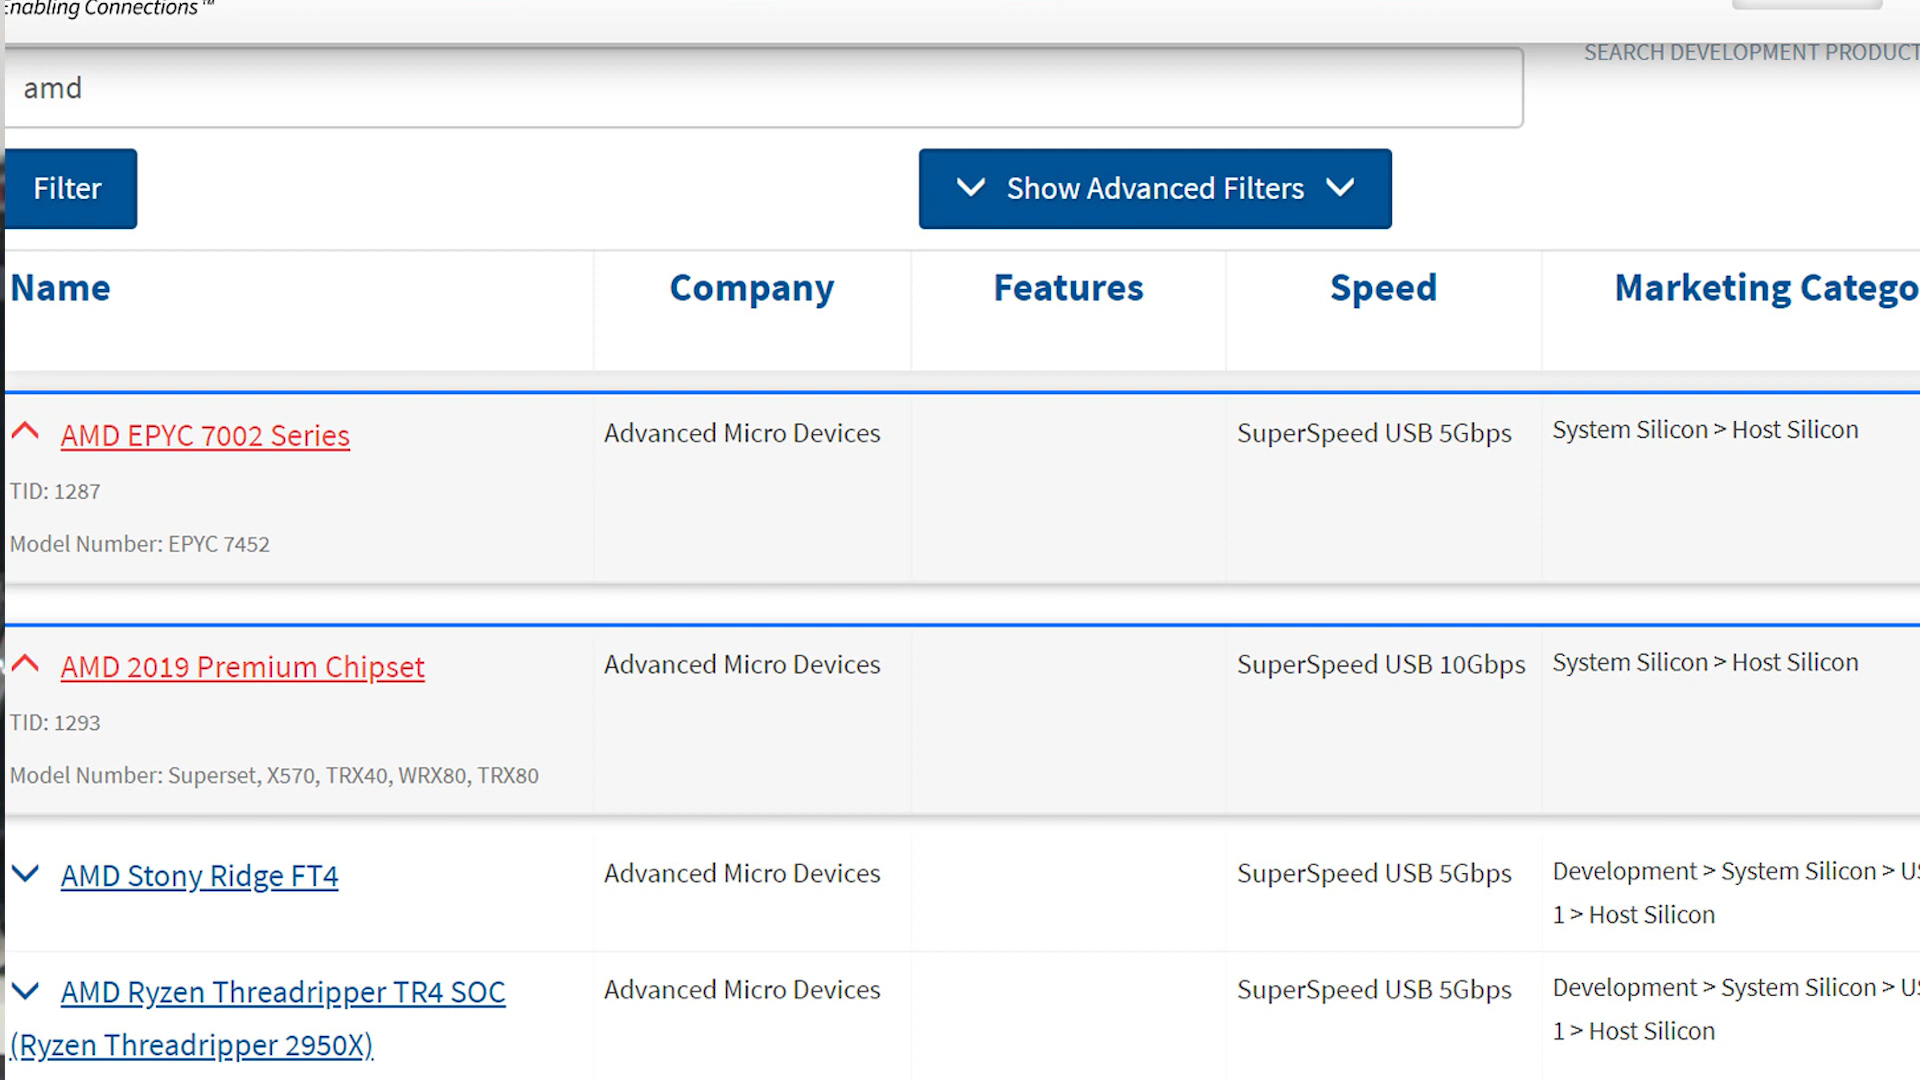 Enabling Connections™
SEARCH DEVELOPMENT PRODUCT
amd
Filter
Show Advanced Filters
Name Company Features Speed Marketing Catego
AMD EPYC 7002 Series Advanced Micro Devices SuperSpeed USB 5Gbps System Silicon > Host Silicon
TID: 1287
Model Number: EPYC 7452
AMD 2019 Premium Chipset Advanced Micro Devices SuperSpeed USB 10Gbps System Silicon > Host Silicon
TID: 1293
Model Number: Superset, X570, TRX40, WRX80, TRX80
AMD Stony Ridge FT4 Advanced Micro Devices SuperSpeed USB 5Gbps Development > System Silicon > US
1 > Host Silicon
AMD Ryzen Threadripper TR4 SOC Advanced Micro Devices SuperSpeed USB 5Gbps Development > System Silicon > US
(Ryzen Threadripper 2950X) 1 > Host Silicon